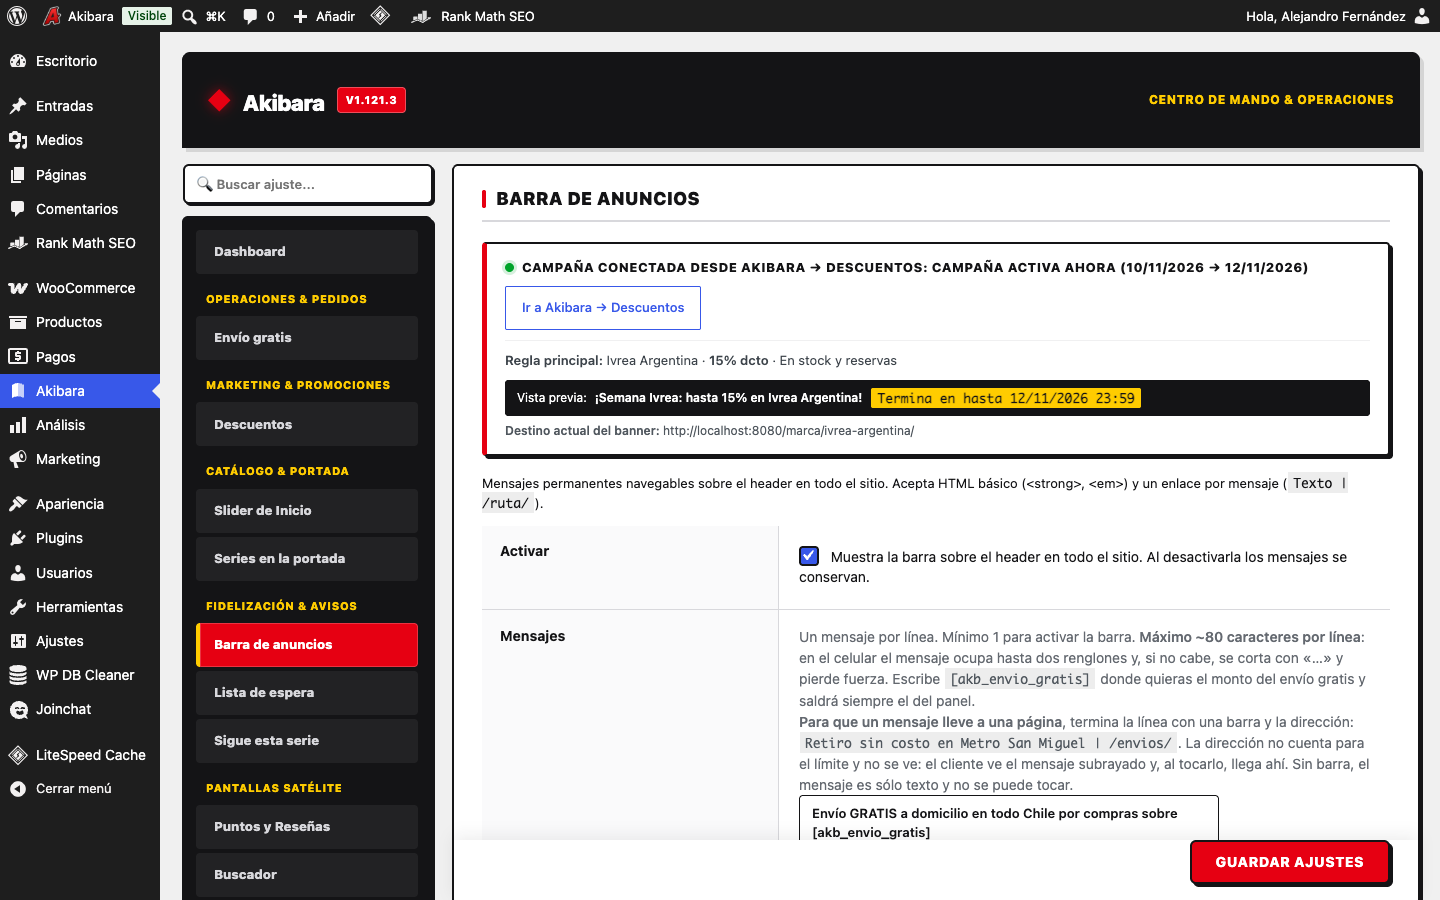 Akibara
Visible
⌘K
0
Añadir
Rank Math SEO
Hola, Alejandro Fernández
Escritorio
Entradas
Medios
Páginas
Comentarios
Rank Math SEO
WooCommerce
Productos
Pagos
Akibara
Análisis
Marketing
Apariencia
Plugins
Usuarios
Herramientas
Ajustes
WP DB Cleaner
Joinchat
LiteSpeed Cache
Cerrar menú
Akibara
V1.121.3
CENTRO DE MANDO & OPERACIONES
Buscar ajuste...
Dashboard
OPERACIONES & PEDIDOS
Envío gratis
MARKETING & PROMOCIONES
Descuentos
CATÁLOGO & PORTADA
Slider de Inicio
Series en la portada
FIDELIZACIÓN & AVISOS
Barra de anuncios
Lista de espera
Sigue esta serie
PANTALLAS SATÉLITE
Puntos y Reseñas
Buscador
BARRA DE ANUNCIOS
CAMPAÑA CONECTADA DESDE AKIBARA → DESCUENTOS: CAMPAÑA ACTIVA AHORA (10/11/2026 → 12/11/2026)
Ir a Akibara → Descuentos
Regla principal: Ivrea Argentina · 15% dcto · En stock y reservas
Vista previa: ¡Semana Ivrea: hasta 15% en Ivrea Argentina! Termina en hasta 12/11/2026 23:59
Destino actual del banner: http://localhost:8080/marca/ivrea-argentina/
Mensajes permanentes navegables sobre el header en todo el sitio. Acepta HTML básico (<strong>, <em>) y un enlace por mensaje ( Texto |
/ruta/ ).
Activar
Muestra la barra sobre el header en todo el sitio. Al desactivarla los mensajes se
conservan.
Mensajes
Un mensaje por línea. Mínimo 1 para activar la barra. Máximo ~80 caracteres por línea:
en el celular el mensaje ocupa hasta dos renglones y, si no cabe, se corta con «…» y
pierde fuerza. Escribe [akb_envio_gratis] donde quieras el monto del envío gratis y
saldrá siempre el del panel.
Para que un mensaje lleve a una página, termina la línea con una barra y la dirección:
Retiro sin costo en Metro San Miguel | /envios/ . La dirección no cuenta para
el límite y no se ve: el cliente ve el mensaje subrayado y, al tocarlo, llega ahí. Sin barra, el
mensaje es sólo texto y no se puede tocar.
Envío GRATIS a domicilio en todo Chile por compras sobre
[akb_envio_gratis]
GUARDAR AJUSTES